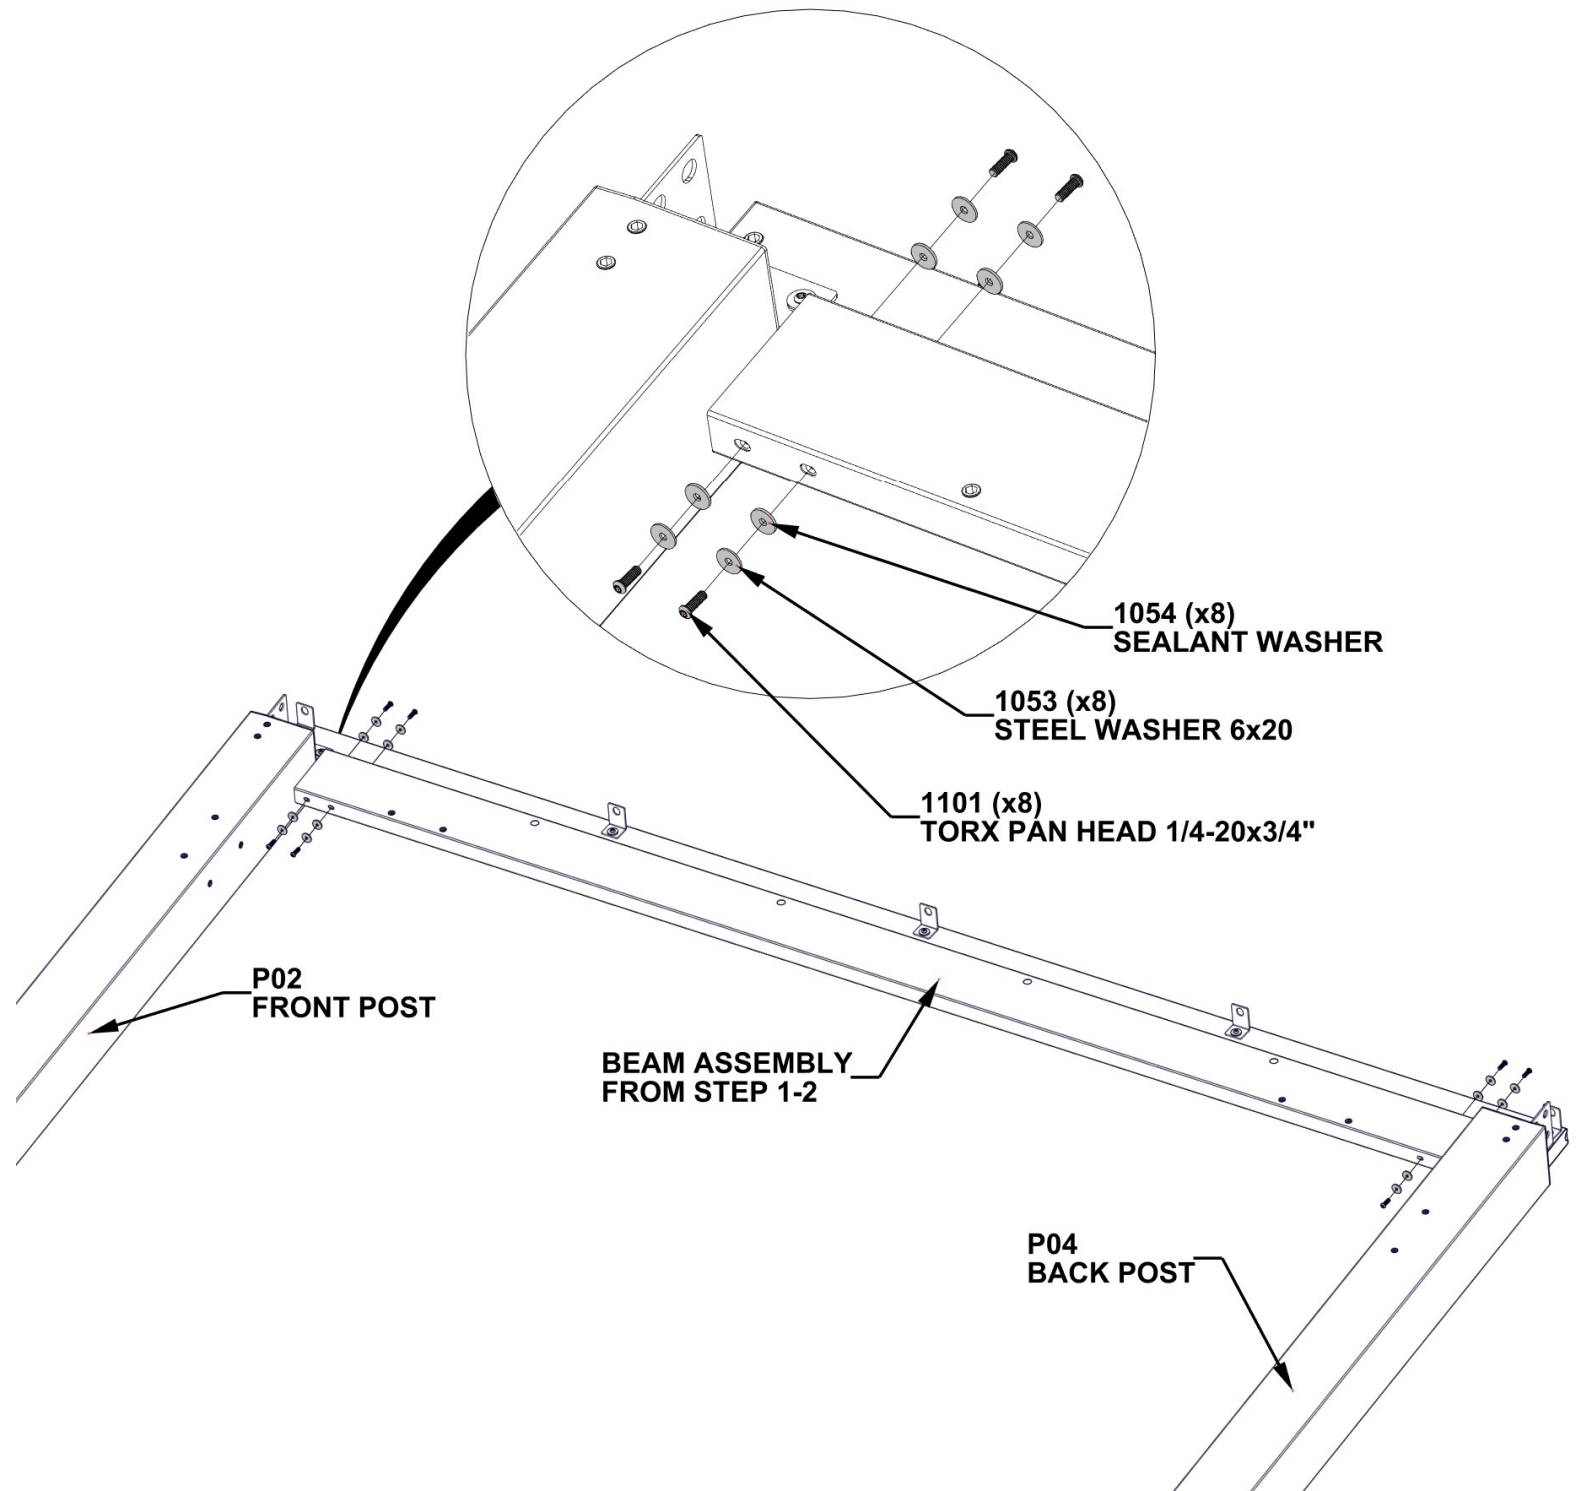 1054 (x8)
SEALANT WASHER
1053 (x8)
STEEL WASHER 6x20
1101 (x8)
TORX PAN HEAD 1/4-20x3/4"
P02
FRONT POST
BEAM ASSEMBLY
FROM STEP 1-2
P04
BACK POST